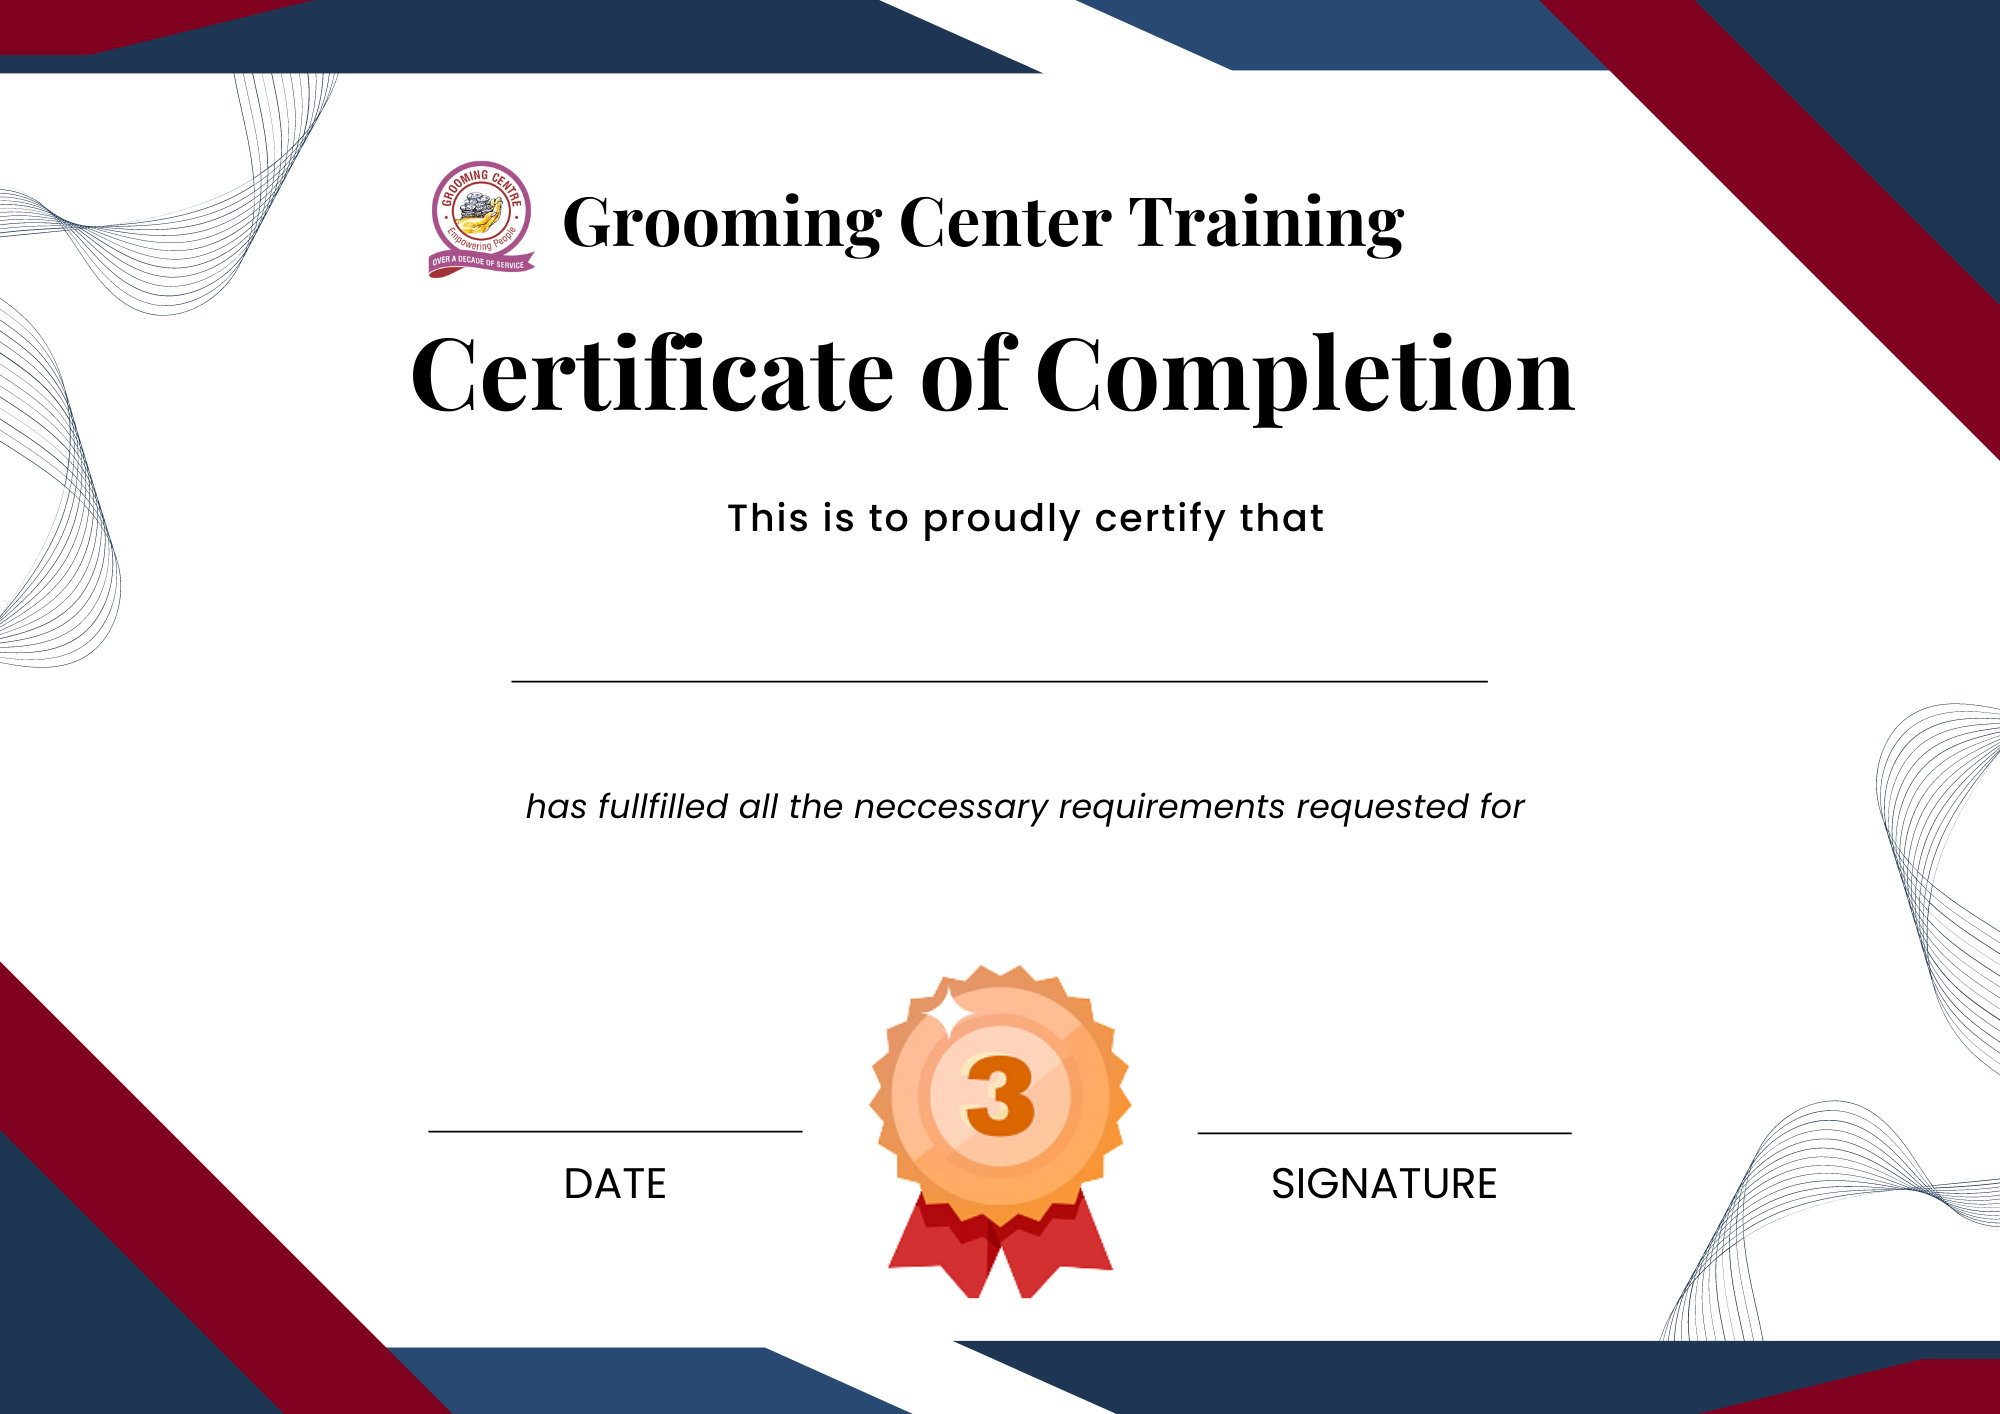 GROOMING CENTRE
Empowering People
OVER A DECADE OF SERVICE
Grooming Center Training
Certificate of Completion
This is to proudly certify that
has fullfilled all the neccessary requirements requested for
3
DATE
SIGNATURE